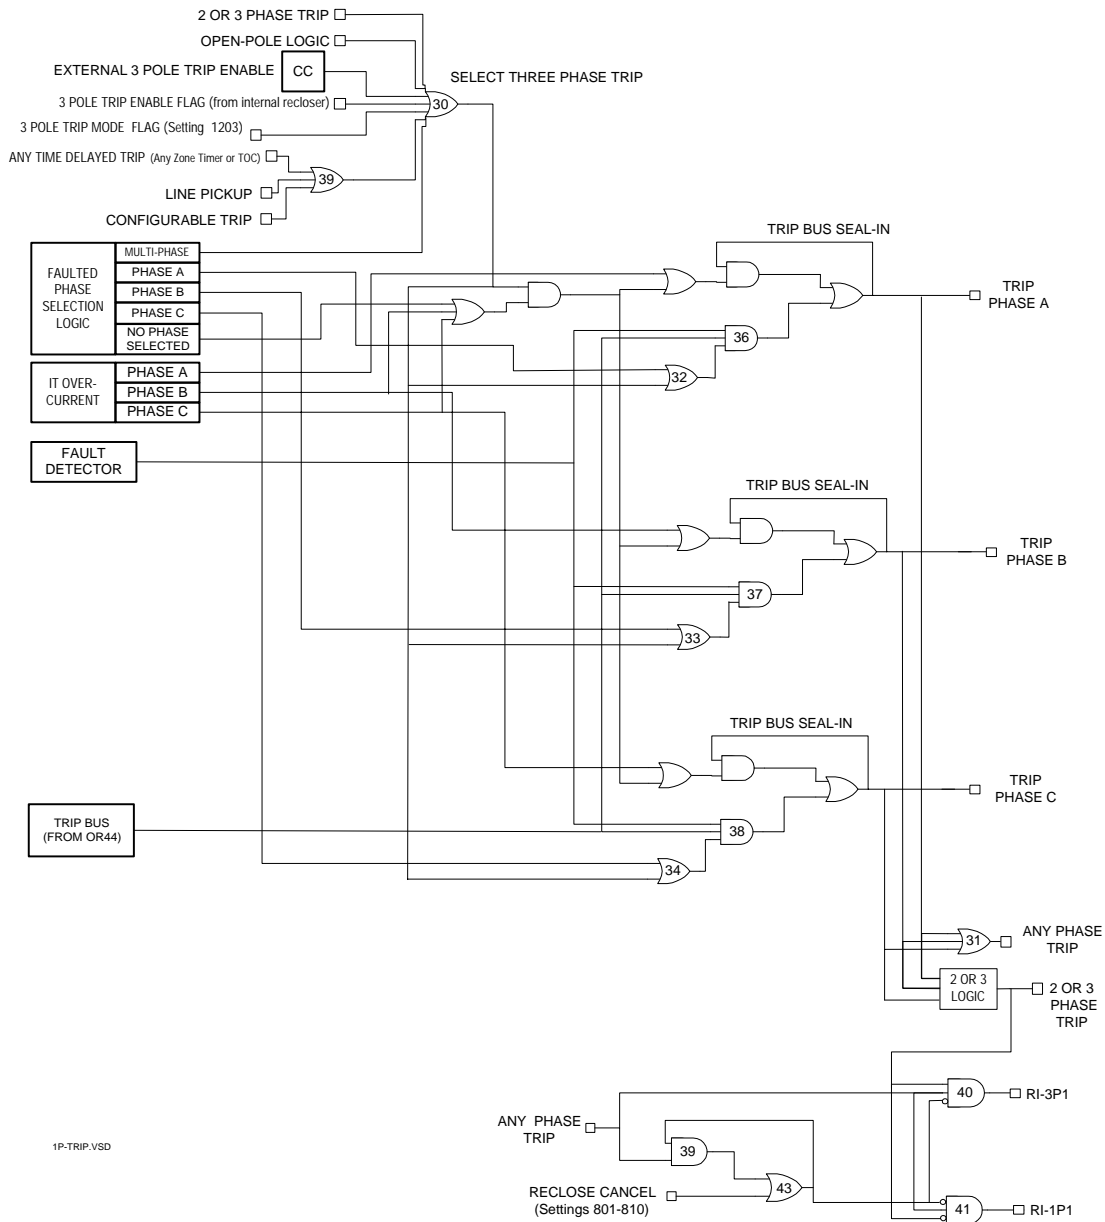 2 OR 3 PHASE TRIP
OPEN-POLE LOGIC
EXTERNAL 3 POLE TRIP ENABLE
CC
SELECT THREE PHASE TRIP
3 POLE TRIP ENABLE FLAG (from internal recloser)
30
3 POLE TRIP MODE FLAG (Setting 1203)
ANY TIME DELAYED TRIP (Any Zone Timer or TOC)
39
LINE PICKUP
CONFIGURABLE TRIP
FAULTED
PHASE
SELECTION
LOGIC
MULTI-PHASE
PHASE A
PHASE B
PHASE C
NO PHASE
SELECTED
IT OVER-
CURRENT
PHASE A
PHASE B
PHASE C
FAULT
DETECTOR
TRIP BUS
(FROM OR44)
TRIP BUS SEAL-IN
36
32
TRIP
PHASE A
TRIP BUS SEAL-IN
37
33
TRIP
PHASE B
TRIP BUS SEAL-IN
38
34
TRIP
PHASE C
31
ANY PHASE
TRIP
2 OR 3
LOGIC
2 OR 3
PHASE
TRIP
40
RI-3P1
ANY PHASE
TRIP
39
43
RECLOSE CANCEL
(Settings 801-810)
41
RI-1P1
1P-TRIP.VSD